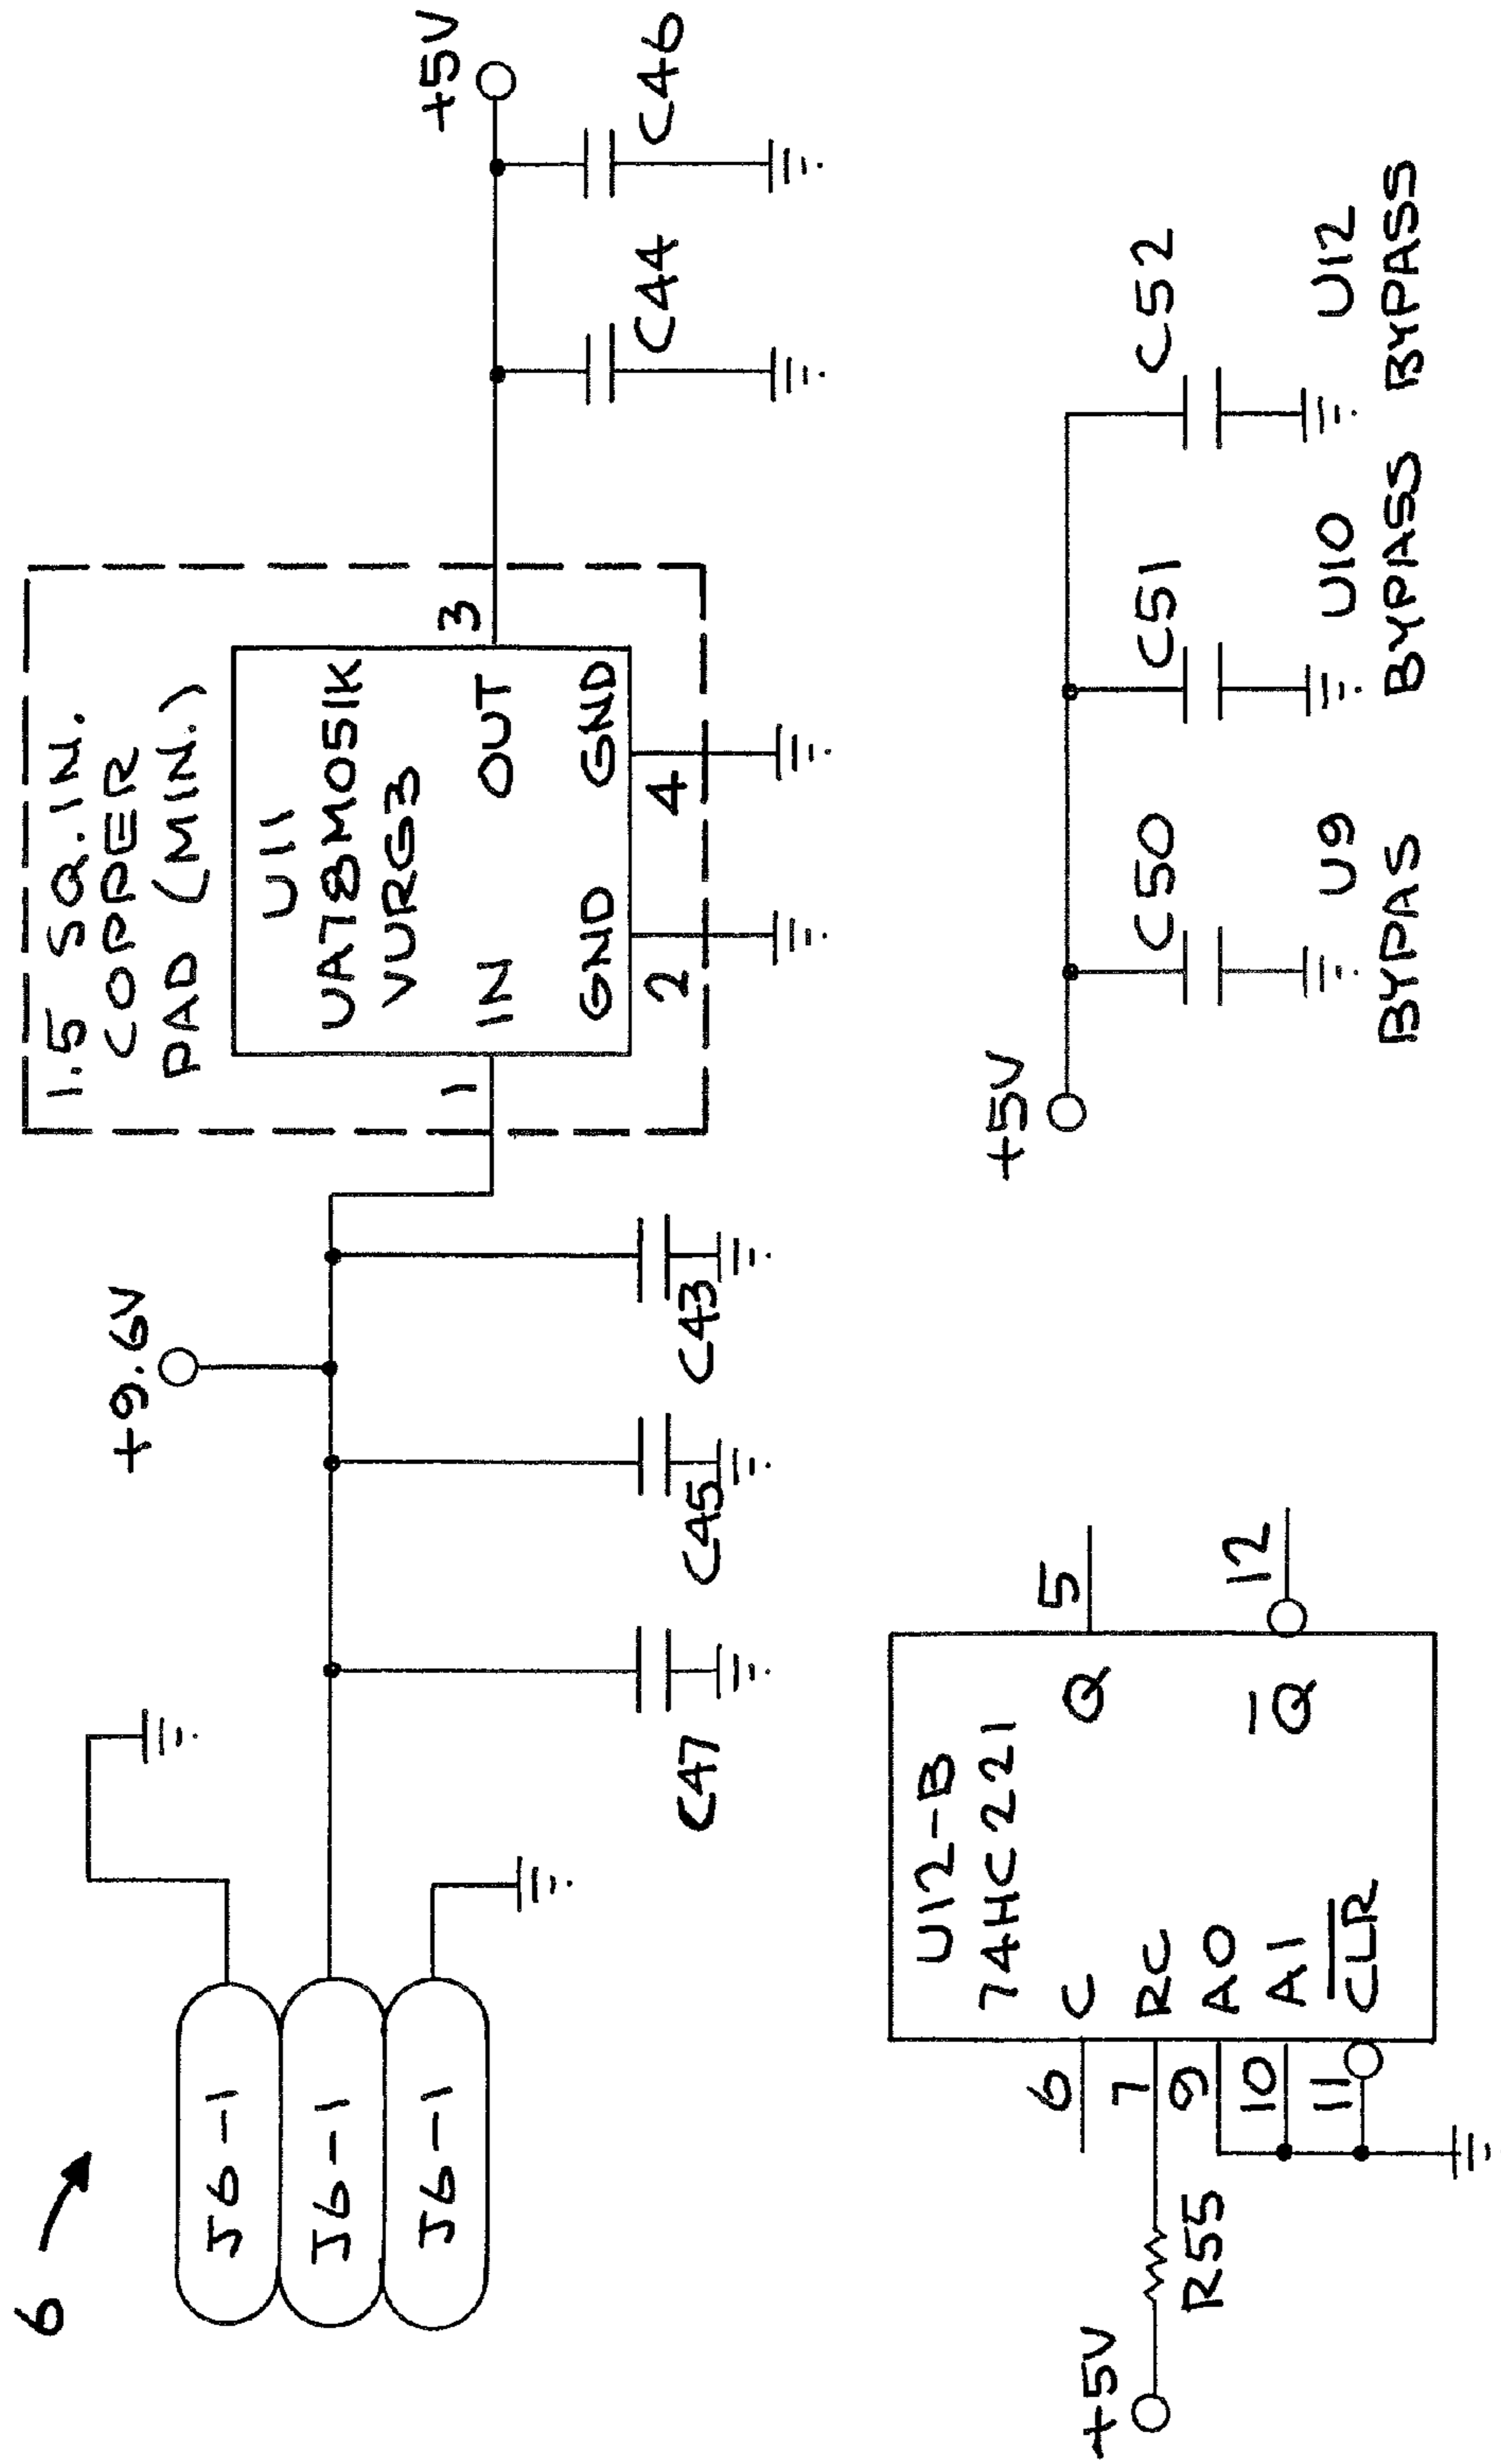 6
J6-1
J6-1
J6-1
+9.6V
C47
C45
C43
1.5 SQ.IN.
COPPER
PAD (MIN.)
U11
UA78M05IK
VURG3
IN
OUT
GND
GND
1
3
2
4
+5V
C44
C46
+5V
R55
U12-B
74HC221
C
RC
A0
A1
CLR
Q
Q
6
7
9
10
11
5
12
+5V
C50
C51
C52
U9
BYPAS
U10
BYPASS
U12
BYPASS